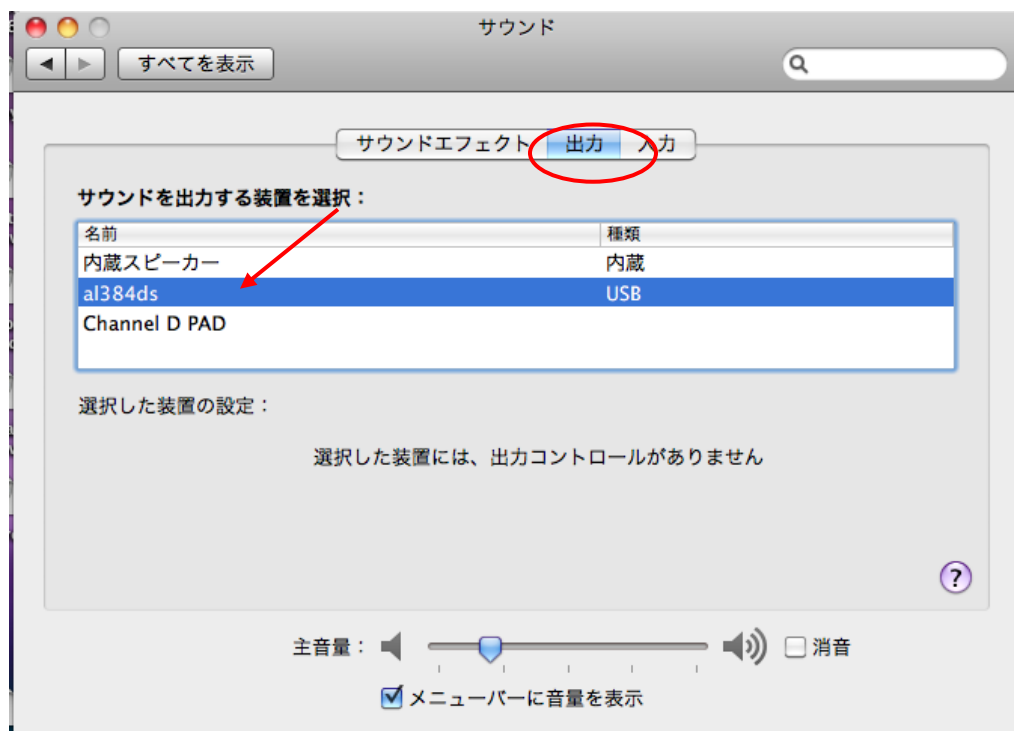 サウンド
すべてを表示
サウンドエフェクト 出力 入力
サウンドを出力する装置を選択：
名前 種類
内蔵スピーカー 内蔵
al384ds USB
Channel D PAD
選択した装置の設定：
選択した装置には、出力コントロールがありません
?
主音量： 消音
メニューバーに音量を表示